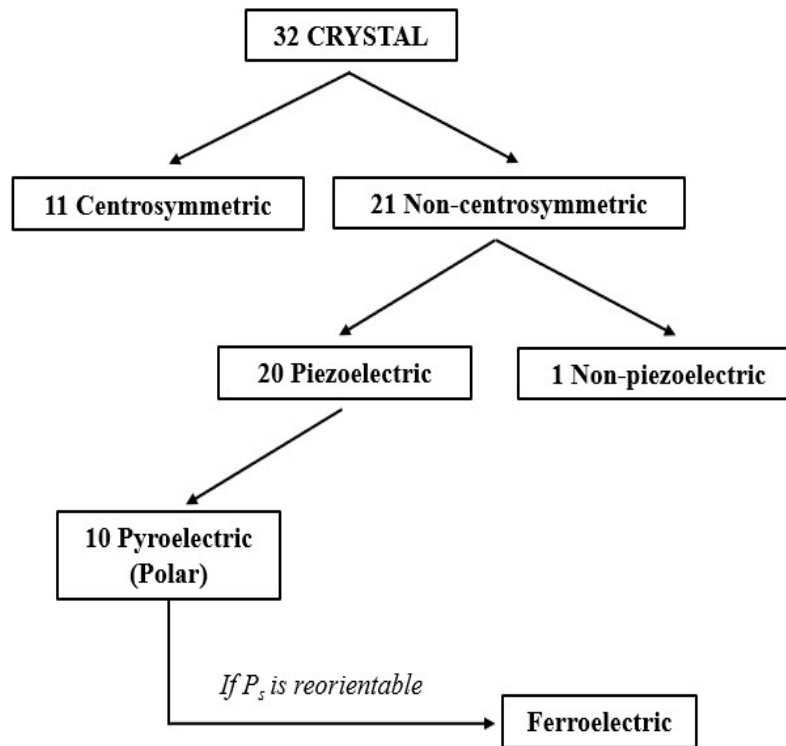 32 CRYSTAL
11 Centrosymmetric
21 Non-centrosymmetric
20 Piezoelectric
1 Non-piezoelectric
10 Pyroelectric
(Polar)
If Pₛ is reorientable
Ferroelectric